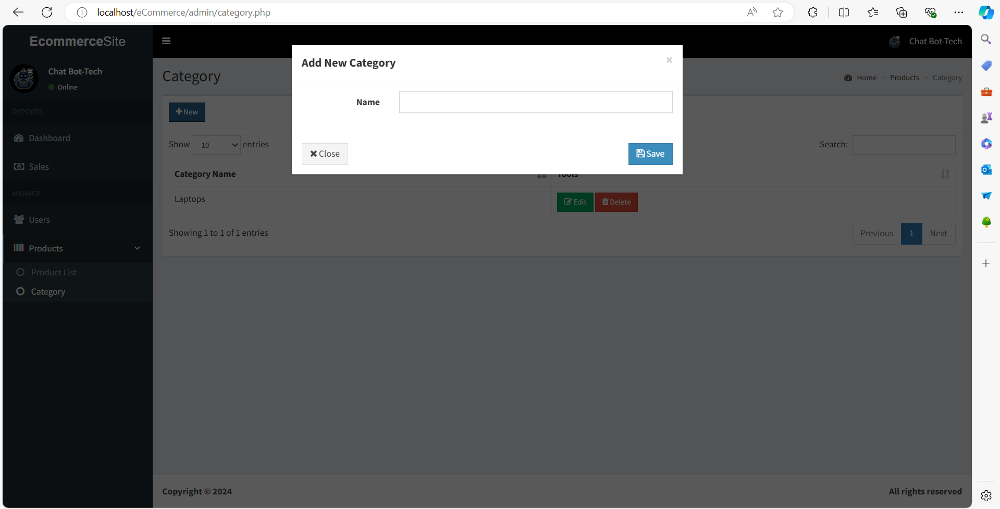 localhost/eCommerce/admin/category.php
EcommerceSite
Chat Bot-Tech
Chat Bot-Tech
Online
REPORTS
Dashboard
Sales
MANAGE
Users
Products
Product List
Category
Category
Home > Products > Category
New
Show 10 entries
Search:
Category Name
Tools
Laptops
Edit
Delete
Showing 1 to 1 of 1 entries
Previous 1 Next
Add New Category
×
Name
Close
Save
Copyright © 2024
All rights reserved